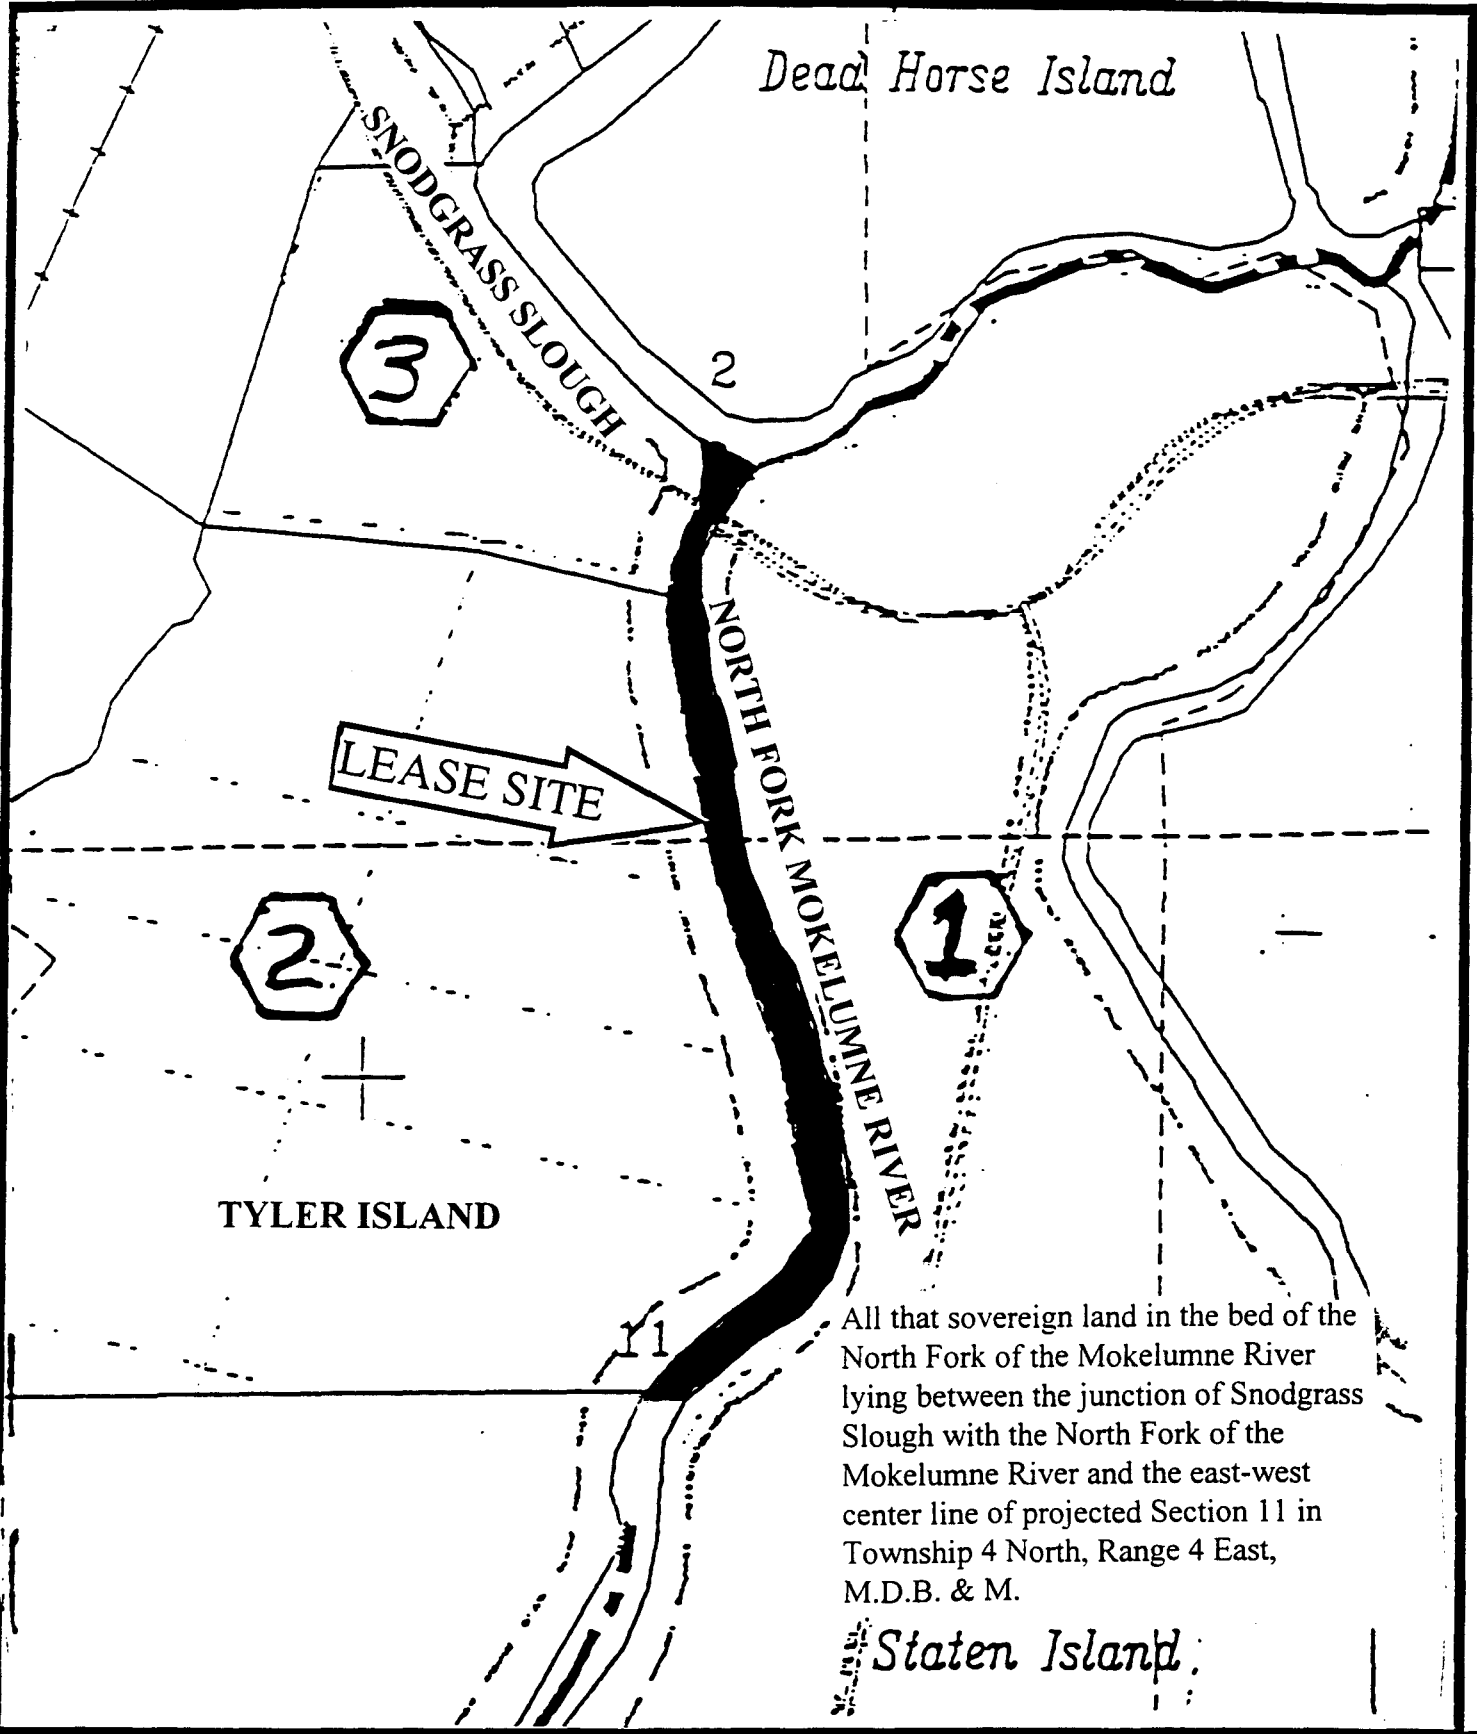 Dead Horse Island
SNODGRASS SLOUGH
3
2
NORTH FORK MOKELUMNE RIVER
LEASE SITE
2
1
TYLER ISLAND
11
All that sovereign land in the bed of the
North Fork of the Mokelumne River
lying between the junction of Snodgrass
Slough with the North Fork of the
Mokelumne River and the east-west
center line of projected Section 11 in
Township 4 North, Range 4 East,
M.D.B. & M.
Staten Island